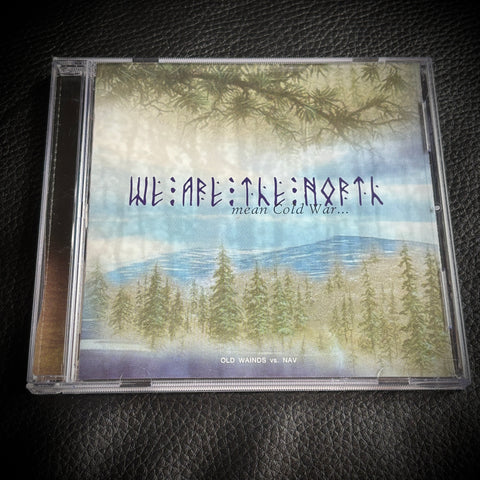 WE⋮ARE⋮THE⋮NORTH
mean Cold War...
OLD WAINDS vs. NAV